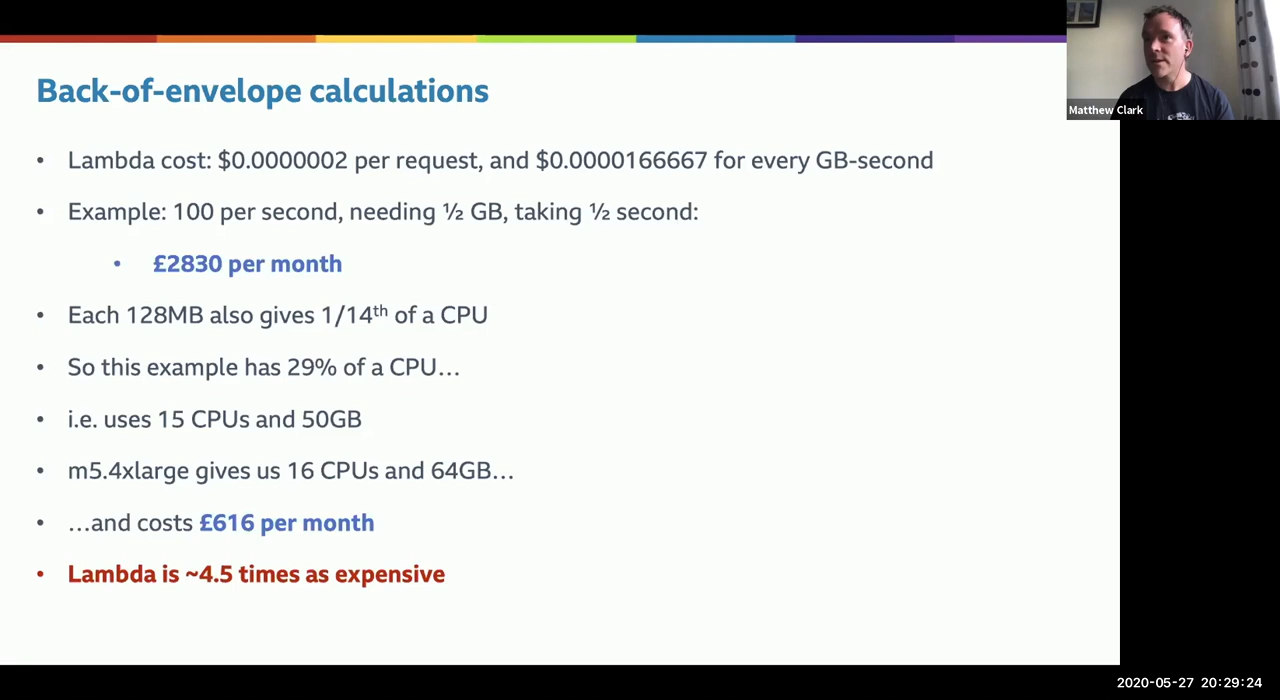 Back-of-envelope calculations
• Lambda cost: $0.0000002 per request, and $0.0000166667 for every GB-second
• Example: 100 per second, needing ½ GB, taking ½ second:
• £2830 per month
• Each 128MB also gives 1/14th of a CPU
• So this example has 29% of a CPU…
• i.e. uses 15 CPUs and 50GB
• m5.4xlarge gives us 16 CPUs and 64GB…
• …and costs £616 per month
• Lambda is ~4.5 times as expensive
Matthew Clark
2020-05-27 20:29:24